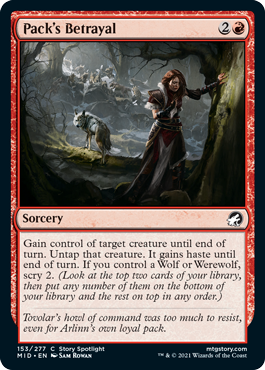 Pack's Betrayal 2
Sorcery
Gain control of target creature until end of
turn. Untap that creature. It gains haste until
end of turn. If you control a Wolf or Werewolf,
scry 2. (Look at the top two cards of your library,
then put any number of them on the bottom of
your library and the rest on top in any order.)
Tovolar's howl of command was too much to resist,
even for Arlinn's own loyal pack.
153/277 C Story Spotlight mtgstory.com
MID • EN Sam Rowan ™ & © 2021 Wizards of the Coast